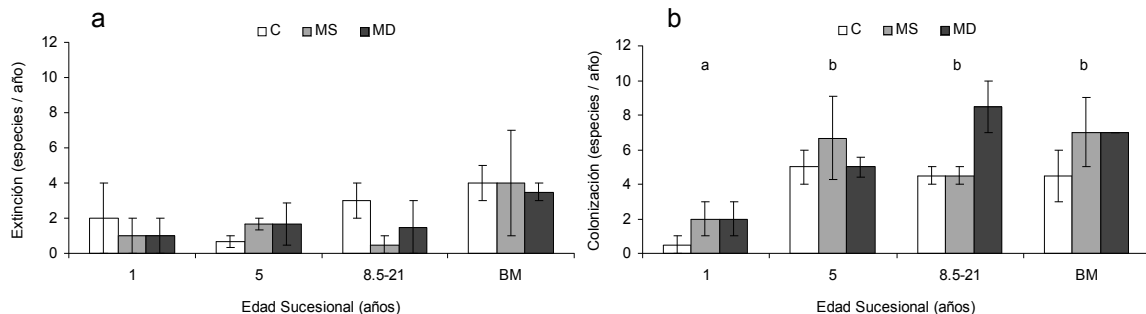 a
C MS MD
12
10
8
6
4
2
0
Extinción (especies / año)
1 5 8.5-21 BM
Edad Sucesional (años)
b
C MS MD
12
10
8
6
4
2
0
Colonización (especies / año)
a b b b
1 5 8.5-21 BM
Edad Sucesional (años)